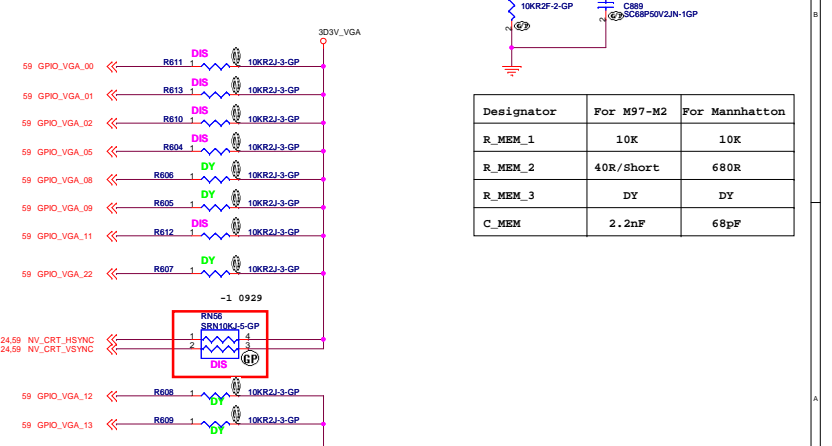 10KR2F-2-GP
2
GP
C889
SC68P50V2JN-1GP
2
GP
B
3D3V_VGA
59 GPIO_VGA_00 R611 1 DIS 2 10KR2J-3-GP
59 GPIO_VGA_01 R613 1 DIS 2 10KR2J-3-GP
59 GPIO_VGA_02 R610 1 DIS 2 10KR2J-3-GP
59 GPIO_VGA_05 R604 1 DIS 2 10KR2J-3-GP
59 GPIO_VGA_08 R606 1 DY 2 10KR2J-3-GP
59 GPIO_VGA_09 R605 1 DY 2 10KR2J-3-GP
59 GPIO_VGA_11 R612 1 DIS 2 10KR2J-3-GP
59 GPIO_VGA_22 R607 1 DY 2 10KR2J-3-GP
Designator For M97-M2 For Mannhatton
R_MEM_1 10K 10K
R_MEM_2 40R/Short 680R
R_MEM_3 DY DY
C_MEM 2.2nF 68pF
-1 0929
RN56
SRN10KJ-5-GP
24,59 NV_CRT_HSYNC 1 4
24,59 NV_CRT_VSYNC 2 3
DIS GP
59 GPIO_VGA_12 R608 1 DY 2 10KR2J-3-GP
59 GPIO_VGA_13 R609 1 DY 2 10KR2J-3-GP
A